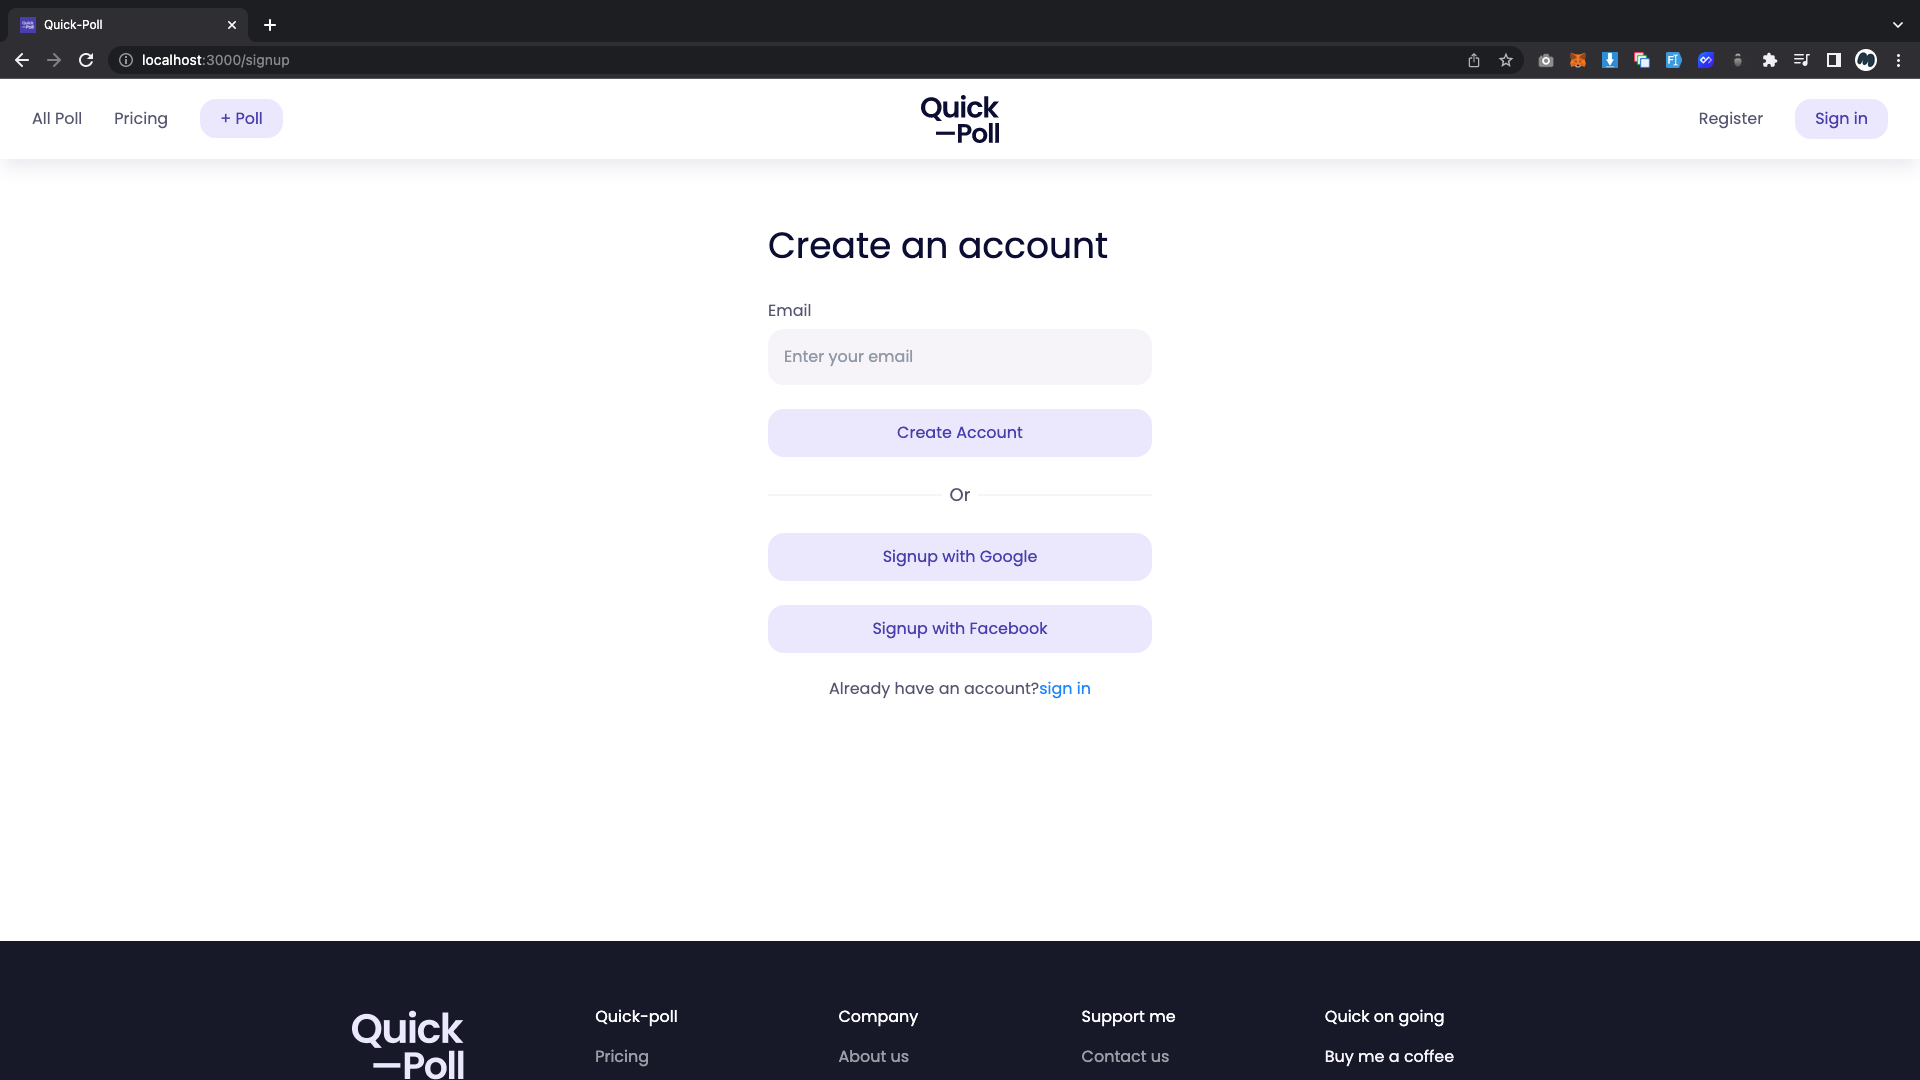 Quick-Poll
localhost:3000/signup
All Poll
Pricing
+ Poll
Quick
—Poll
Register
Sign in
Create an account
Email
Enter your email
Create Account
Or
Signup with Google
Signup with Facebook
Already have an account?sign in
Quick
—Poll
Quick-poll
Pricing
Company
About us
Support me
Contact us
Quick on going
Buy me a coffee